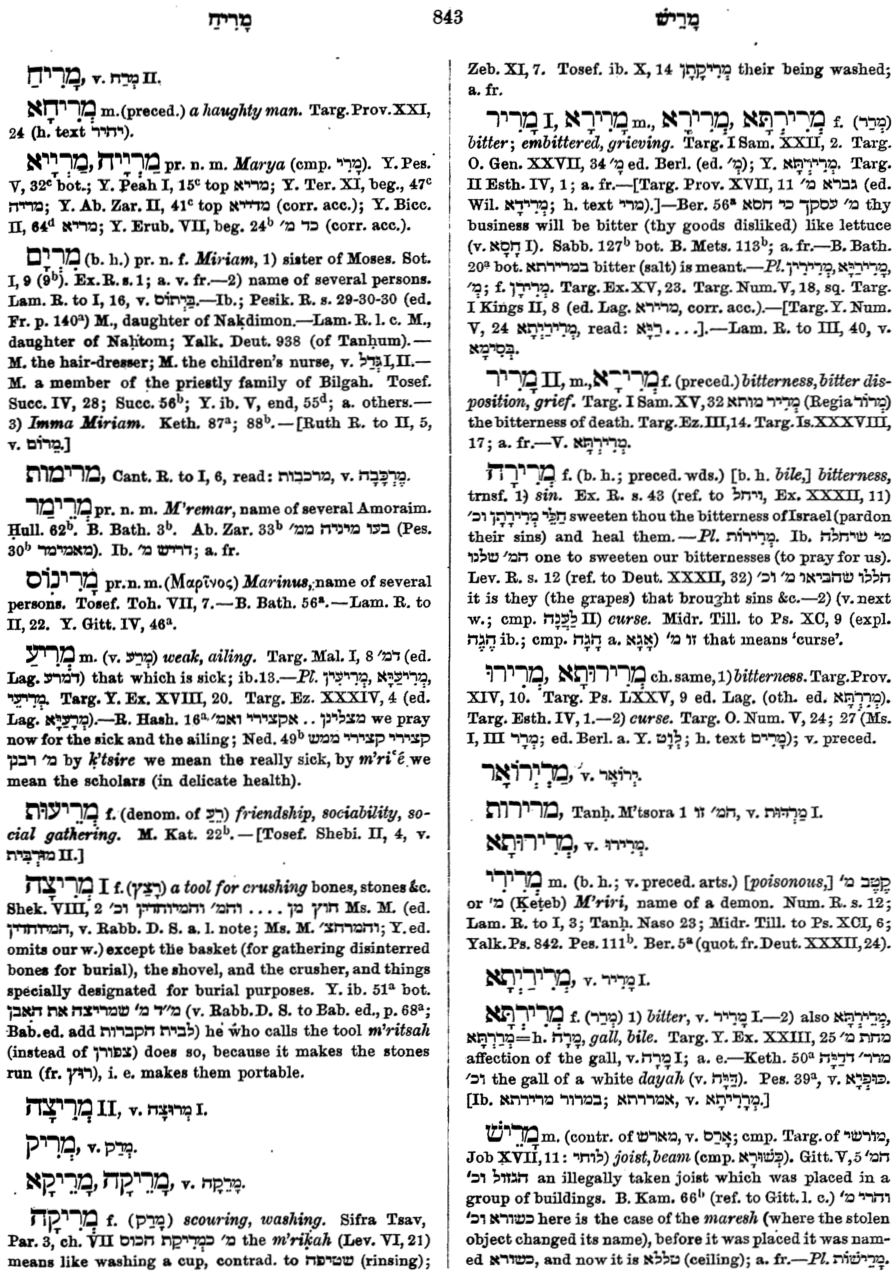 מָרִיחַ 843 מָרֵישׁ
מָרִיחַ, v. מְרַח II.
מְרִיחָא m. (preced.) a haughty man. Targ. Prov. XXI,
24 (h. text יהיר).
מַרְיָיח, מַרְיָיא pr. n. m. Marya (cmp. מָרֵי). Y. Pes.
V, 32ᶜ bot.; Y. Peah I, 15ᶜ top מריא; Y. Ter. XI, beg., 47ᶜ
מריה; Y. Ab. Zar. II, 41ᶜ top מדייא (corr. acc.); Y. Bicc.
II, 64ᵈ מריא; Y. Erub. VII, beg. 24ᵇ כד מ׳ (corr. acc.).
מִרְיָם (b. h.) pr. n. f. Miriam, 1) sister of Moses. Sot.
I, 9 (9ᵇ). Ex. R. s. 1; a. v. fr.—2) name of several persons.
Lam. R. to I, 16, v. בַּיְתוֹס.—Ib.; Pesik. R. s. 29-30-30 (ed.
Fr. p. 140ᵃ) M., daughter of Naḳdimon.—Lam. R. l. c. M.,
daughter of Naḥtom; Yalk. Deut. 938 (of Tanḥum).—
M. the hair-dresser; M. the children's nurse, v. גְּדַל I, II.—
M. a member of the priestly family of Bilgah. Tosef.
Succ. IV, 28; Succ. 56ᵇ; Y. ib. V, end, 55ᵈ; a. others.—
3) Imma Miriam. Keth. 87ᵃ; 88ᵇ.—[Ruth R. to II, 5,
v. מָרוֹם.]
מרימות, Cant. R. to I, 6, read: מרכבות, v. מֶרְכָּבָה.
מָרֵימַר pr. n. m. M'remar, name of several Amoraim.
Ḥull. 62ᵇ. B. Bath. 3ᵇ. Ab. Zar. 33ᵇ בעו מיניה ממ׳ (Pes.
30ᵇ מאמימר). Ib. דריש מ׳; a. fr.
מָרִינוֹס pr. n. m. (Μαρῖνος) Marinus, name of several
persons. Tosef. Toh. VII, 7.—B. Bath. 56ᵃ.—Lam. R. to
II, 22. Y. Gitt. IV, 46ᵃ.
מְרִיעַ m. (v. מְרַע) weak, ailing. Targ. Mal. I, 8 דמ׳ (ed.
Lag. דמרע) that which is sick; ib. 13.—Pl. מְרִיעִין, מְרִיעַיָּא,
מְרִיעֵי. Targ. Y. Ex. XVIII, 20. Targ. Ez. XXXIV, 4 (ed.
Lag. מְרָעַיָּא).—R. Hash. 16ᵃ מצלינן .. אקצירי ואמ׳ we pray
now for the sick and the ailing; Ned. 49ᵇ קצירי קצירי ממש
מ׳ רבנן by ḳ'tsire we mean the really sick, by m'ri‘é we
mean the scholars (in delicate health).
מְרִיעוּת f. (denom. of רֵעַ) friendship, sociability, so-
cial gathering. M. Kat. 22ᵇ.—[Tosef. Shebi. II, 4, v.
מוּרְבִּית II.]
מְרִיצָה I f. (רָצַץ) a tool for crushing bones, stones &c.
Shek. VIII, 2 חוץ מן .... והמ׳ והמיוחדין וכ׳ Ms. M. (ed.
המיוחדין, v. Rabb. D. S. a. l. note; Ms. M. והמרחצ׳; Y. ed.
omits our w.) except the basket (for gathering disinterred
bones for burial), the shovel, and the crusher, and things
specially designated for burial purposes. Y. ib. 51ᵃ bot.
מ״ד מ׳ שמריצה את האבן (v. Rabb. D. S. to Bab. ed., p. 68ᵃ;
Bab. ed. add לבית הקברות) he who calls the tool m'ritsah
(instead of צפורן) does so, because it makes the stones
run (fr. רוּץ), i. e. makes them portable.
מְרִיצָה II, v. מְרוּצָה I.
מְרִיק, v. מְרַק.
מָרֵיקָה, מָרֵיקָא, v. מָרֵקָה.
מְרִיקָה f. (מָרַק) scouring, washing. Sifra Tsav,
Par. 3, ch. VII מ׳ כמריקת הכוס the m'riḳah (Lev. VI, 21)
means like washing a cup, contrad. to שטיפה (rinsing);
Zeb. XI, 7. Tosef. ib. X, 14 מְרִיקָתָן their being washed;
a. fr.
מָרִיר I, מְרִירָא m., מְרִירָא, מְרִירְתָּא f. (מְרַר)
bitter; embittered, grieving. Targ. I Sam. XXII, 2. Targ.
O. Gen. XXVII, 34 מָ׳ ed. Berl. (ed. מְ׳); Y. מְרִירְתָּא. Targ.
II Esth. IV, 1; a. fr.—[Targ. Prov. XVII, 11 גברא מ׳ (ed.
Wil. מְרִידָא; h. text מרי).]—Ber. 56ᵃ מ׳ עסקך כי חסא thy
business will be bitter (thy goods disliked) like lettuce
(v. חַסָּא I). Sabb. 127ᵇ bot. B. Mets. 113ᵇ; a. fr.—B. Bath.
20ᵃ bot. במרירתא bitter (salt) is meant.—Pl. מְרִירִין, מְרִירַיָּא,
מְ׳; f. מְרִירָן. Targ. Ex. XV, 23. Targ. Num. V, 18, sq. Targ.
I Kings II, 8 (ed. Lag. מרירא, corr. acc.).—[Targ. Y. Num.
V, 24 מְרִירַיְתָא, read: רַיָּא....].—Lam. R. to III, 40, v.
בְּסִימָא.
מָרִיר II, m., מְרִירָא f. (preced.) bitterness, bitter dis-
position, grief. Targ. I Sam. XV, 32 מְרִיר מותא (Regia מְרוֹר)
the bitterness of death. Targ. Ez. III, 14. Targ. Is. XXXVIII,
17; a. fr.—V. מְרִירְתָּא.
מְרִירָה f. (b. h.; preced. wds.) [b. h. bile,] bitterness,
trnsf. 1) sin. Ex. R. s. 43 (ref. to ויחל, Ex. XXXII, 11)
חַלֵּי מְרִירָתָן וכ׳ sweeten thou the bitterness of Israel (pardon
their sins) and heal them.—Pl. מְרִירוֹת. Ib. מי שיחלה
המ׳ שלנו one to sweeten our bitternesses (to pray for us).
Lev. R. s. 12 (ref. to Deut. XXXII, 32) הללו שהביאו מ׳ וכ׳
it is they (the grapes) that brought sins &c.—2) (v. next
w.; cmp. לַעֲנָה II) curse. Midr. Till. to Ps. XC, 9 (expl.
הֶגֶה ib.; cmp. הָגָה a. אֲגָא) זו מ׳ that means 'curse'.
מְרִירוּ, מְרִירוּתָא ch. same, 1) bitterness. Targ. Prov.
XIV, 10. Targ. Ps. LXXV, 9 ed. Lag. (oth. ed. מְרִרְתָּא).
Targ. Esth. IV, 1.—2) curse. Targ. O. Num. V, 24; 27 (Ms.
I, III מְרָר; ed. Berl. a. Y. לְוָט; h. text מרים); v. preced.
מַרְיְרוֹאָר, v. יְרוֹאָר.
מרירות, Tanḥ. M'tsora 1 המ׳ זו, v. מַרְדּוּת I.
מְרִירוּתָא, v. מְרִירוּ.
מְרִירִי m. (b. h.; v. preced. arts.) [poisonous,] קֶטֶב מ׳
or מ׳ (Ḳeteb) M'riri, name of a demon. Num. R. s. 12;
Lam. R. to I, 3; Tanḥ. Naso 23; Midr. Till. to Ps. XCI, 6;
Yalk. Ps. 842. Pes. 111ᵇ. Ber. 5ᵃ (quot. fr. Deut. XXXII, 24).
מְרִירַיְתָא, v. מָרִיר I.
מְרִירְתָּא f. (מְרַר) 1) bitter, v. מָרִיר I.—2) also מְרֵירְתָּא,
מְרַרְתָּא=h. מָרָה, gall, bile. Targ. Y. Ex. XXIII, 25 מחת מ׳
affection of the gall, v. מָרָה I; a. e.—Keth. 50ᵃ מרר׳ דדַיָּה
וכ׳ the gall of a white dayah (v. דַּיָּה). Pes. 39ᵃ, v. כּוּפְרָא.
[Ib. אמררתא; במרור מרירתא, v. מְרָרִיתָא.]
מָרֵישׁ m. (contr. of מארש, v. אָרַס; cmp. Targ. of מורשי,
Job XVII, 11: לוחי) joist, beam (cmp. כְּשׁוּרָא). Gitt. V, 5 המ׳
הגזול וכ׳ an illegally taken joist which was placed in a
group of buildings. B. Kam. 66ᵇ (ref. to Gitt. l. c.) והרי מ׳
כשורא וכ׳ here is the case of the maresh (where the stolen
object changed its name), before it was placed it was nam-
ed כשורא, and now it is טללא (ceiling); a. fr.—Pl. מְרֵישׁוֹת.